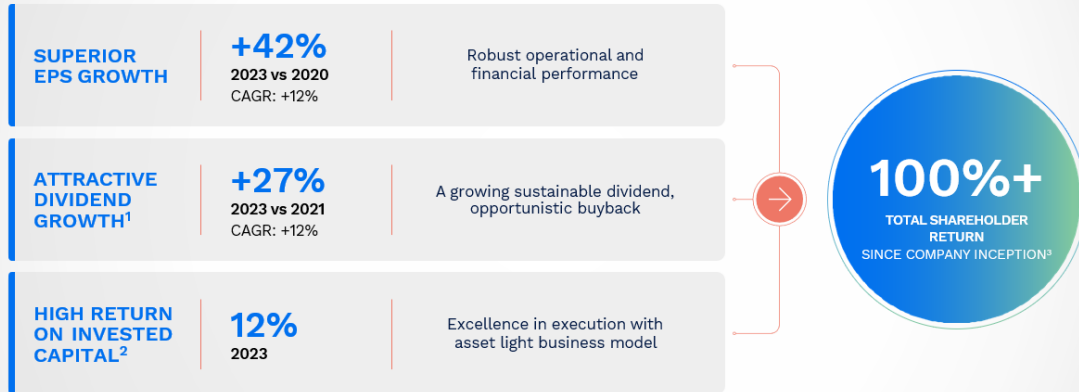 SUPERIOR
EPS GROWTH
+42%
2023 vs 2020
CAGR: +12%
Robust operational and
financial performance
ATTRACTIVE
DIVIDEND
GROWTH¹
+27%
2023 vs 2021
CAGR: +12%
A growing sustainable dividend,
opportunistic buyback
HIGH RETURN
ON INVESTED
CAPITAL²
12%
2023
Excellence in execution with
asset light business model
100%+
TOTAL SHAREHOLDER
RETURN
SINCE COMPANY INCEPTION³